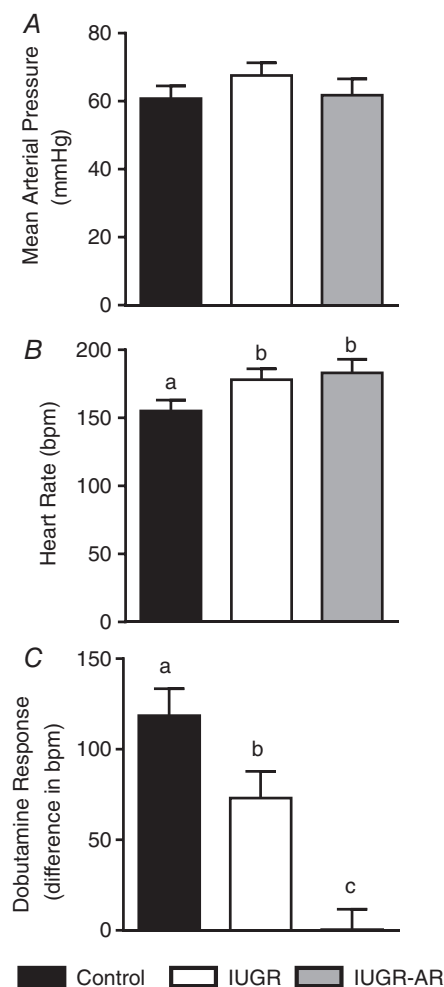 A
Mean Arterial Pressure
(mmHg)
80
60
40
20
0
B
Heart Rate (bpm)
200
150
100
50
0
a
b
b
C
Dobutamine Response
(difference in bpm)
150
100
50
0
a
b
c
Control IUGR IUGR-AR